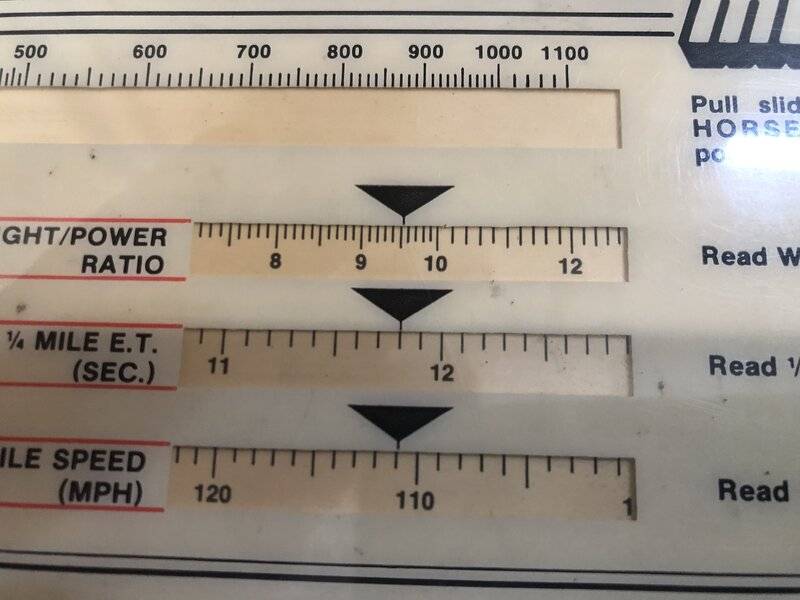 500 600 700 800 900 1000 1100
Pull slid
HORSE
po
GHT/POWER
RATIO
8 9 10 12
Read W
¼ MILE E.T.
(SEC.)
11 12
Read ¹/
ILE SPEED
(MPH)
120 110 1
Read